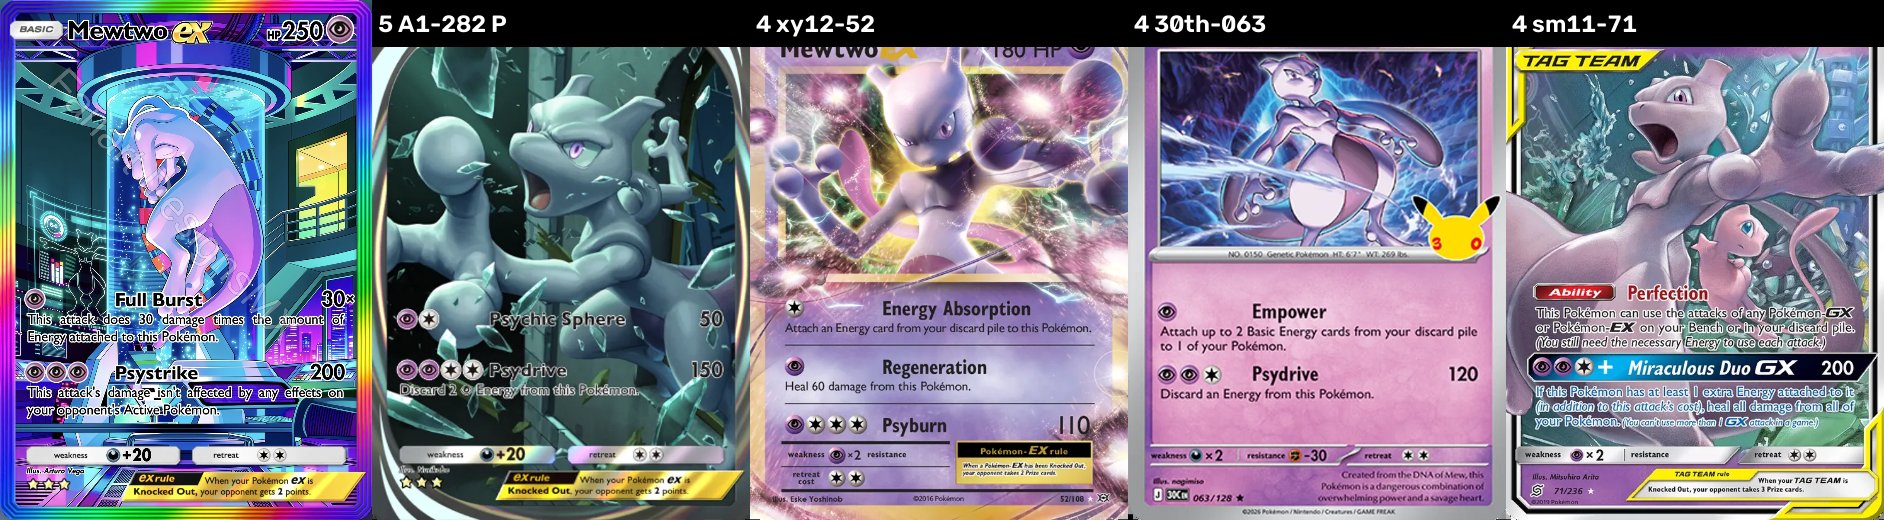 BASIC Mewtwo ex HP 250
Full Burst 30×
This attack does 30 damage times the amount of
Energy attached to this Pokémon.
Psystrike 200
This attack's damage isn't affected by any effects on
your opponent's Active Pokémon.
weakness +20 retreat
Illus. Arturo Vega
ex rule When your Pokémon ex is
Knocked Out, your opponent gets 2 points.
5 A1-282 P
Psychic Sphere 50
Psydrive 150
Discard 2 Energy from this Pokémon.
weakness +20 retreat
Illus. Norikatsu
ex rule When your Pokémon ex is
Knocked Out, your opponent gets 2 points.
4 xy12-52
Mewtwo EX 180 HP
Energy Absorption
Attach an Energy card from your discard pile to this Pokémon.
Regeneration
Heal 60 damage from this Pokémon.
Psyburn 110
weakness ×2 resistance
retreat
cost
Pokémon-EX rule
When a Pokémon-EX has been Knocked Out,
your opponent takes 2 Prize cards.
Illus. Eske Yoshinob ©2016 Pokémon 52/108
4 30th-063
30
NO. 0150 Genetic Pokémon HT: 6'7" WT: 269 lbs.
Empower
Attach up to 2 Basic Energy cards from your discard pile
to 1 of your Pokémon.
Psydrive 120
Discard an Energy from this Pokémon.
weakness ×2 resistance -30 retreat
Illus. nagimiso
J 30C EN 063/128 ★
Created from the DNA of Mew, this
Pokémon is a dangerous combination of
overwhelming power and a savage heart.
©2026 Pokémon / Nintendo / Creatures / GAME FREAK
4 sm11-71
TAG TEAM
Ability Perfection
This Pokémon can use the attacks of any Pokémon-GX
or Pokémon-EX on your Bench or in your discard pile.
(You still need the necessary Energy to use each attack.)
+ Miraculous Duo GX 200
If this Pokémon has at least 1 extra Energy attached to it
(in addition to this attack's cost), heal all damage from all of
your Pokémon. (You can't use more than 1 GX attack in a game.)
weakness ×2 resistance retreat
Illus. Mitsuhiro Arita
71/236
©2019 Pokémon
TAG TEAM rule When your TAG TEAM is
Knocked Out, your opponent takes 3 Prize cards.